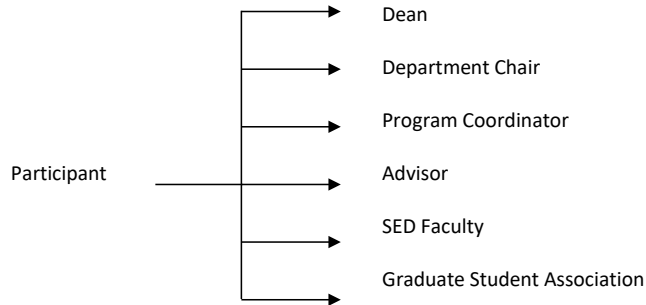 Dean
Department Chair
Program Coordinator
Participant
Advisor
SED Faculty
Graduate Student Association